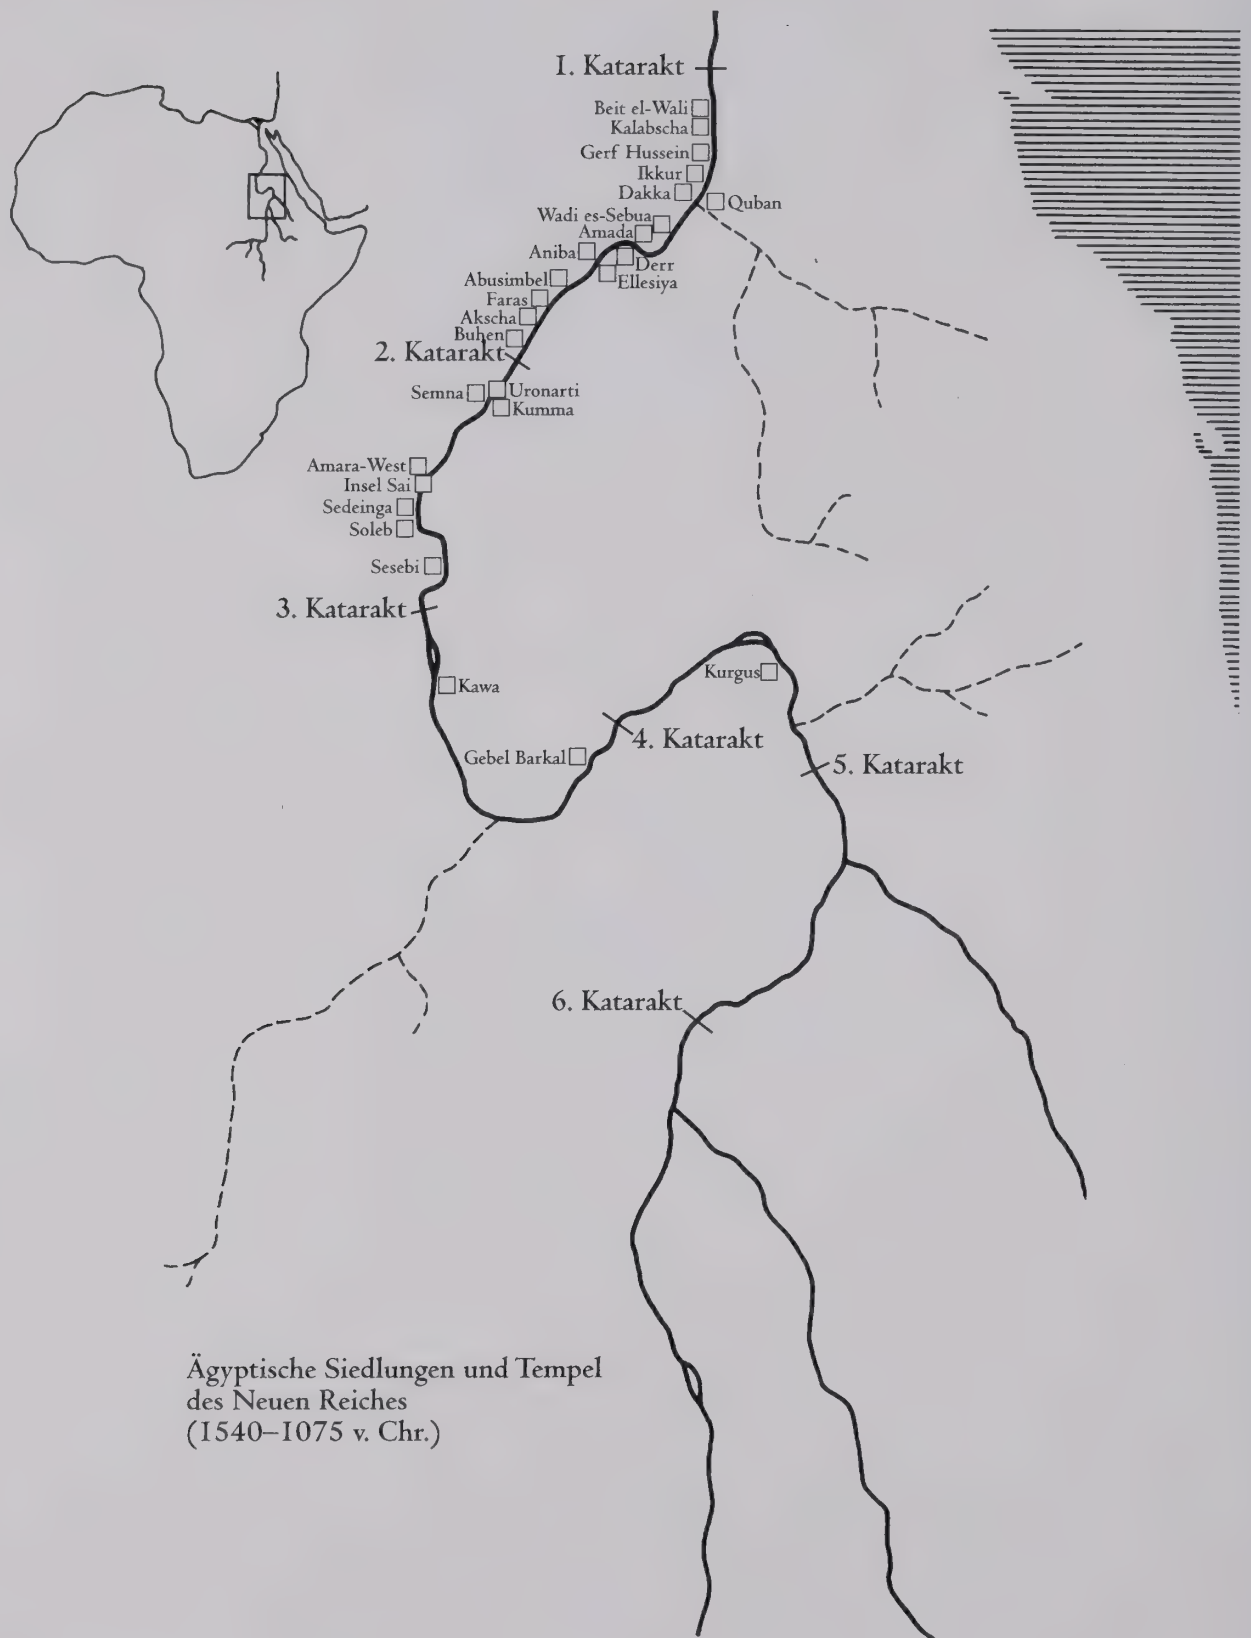 1. Katarakt
Beit el-Wali
Kalabscha
Gerf Hussein
Ikkur
Dakka
Quban
Wadi es-Sebua
Amada
Aniba
Derr
Ellesiya
Abusimbel
Faras
Akscha
Buhen
2. Katarakt
Semna
Uronarti
Kumma
Amara-West
Insel Sai
Sedeinga
Soleb
Sesebi
3. Katarakt
Kurgus
Kawa
4. Katarakt
Gebel Barkal
5. Katarakt
6. Katarakt
Ägyptische Siedlungen und Tempel
des Neuen Reiches
(1540–1075 v. Chr.)